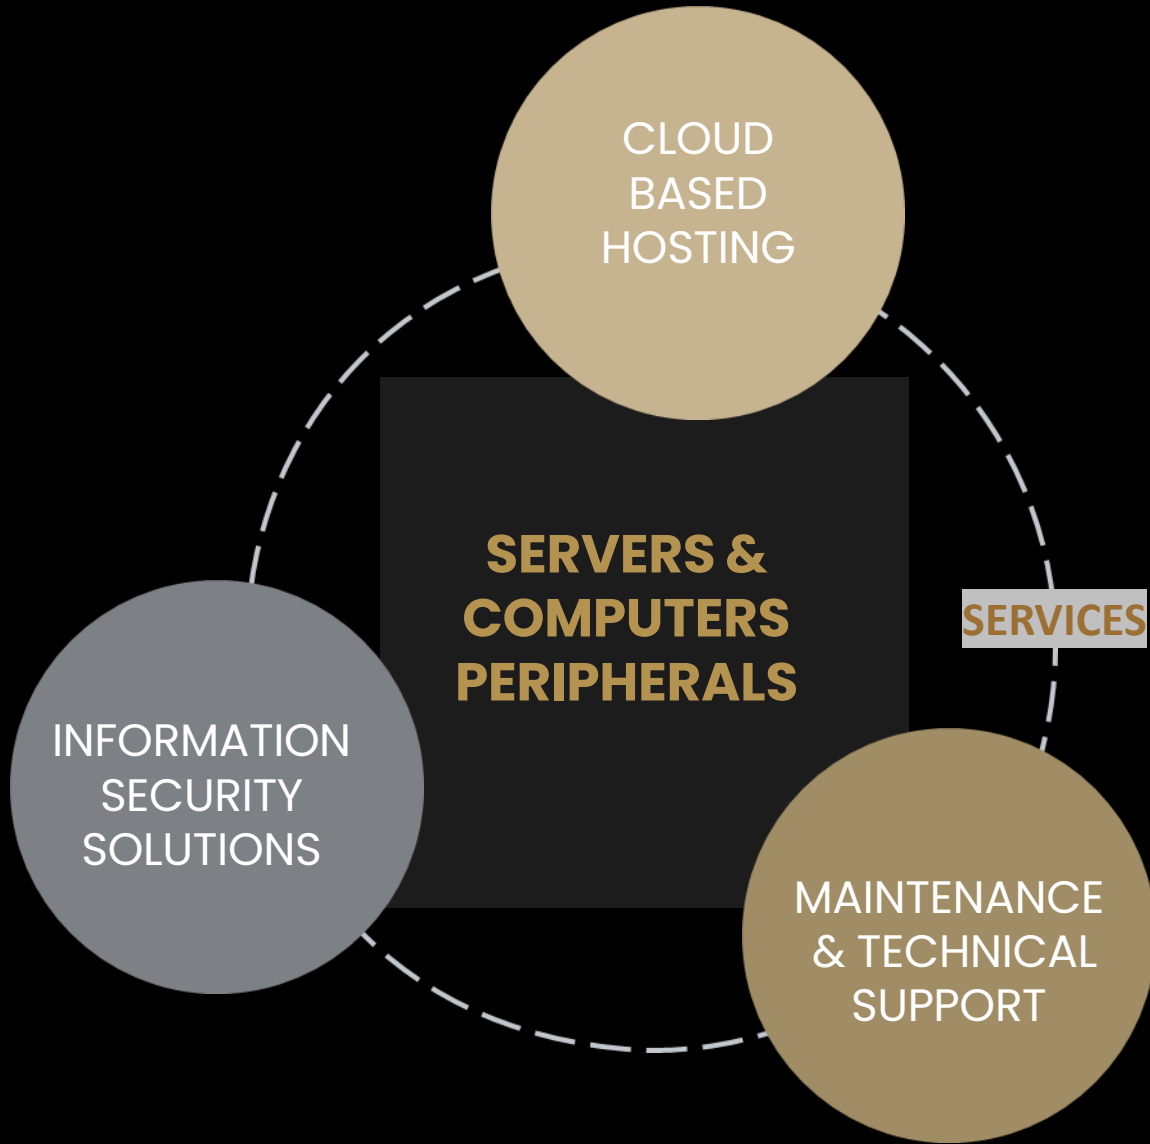 CLOUD
BASED
HOSTING
SERVERS &
COMPUTERS
PERIPHERALS
SERVICES
INFORMATION
SECURITY
SOLUTIONS
MAINTENANCE
& TECHNICAL
SUPPORT